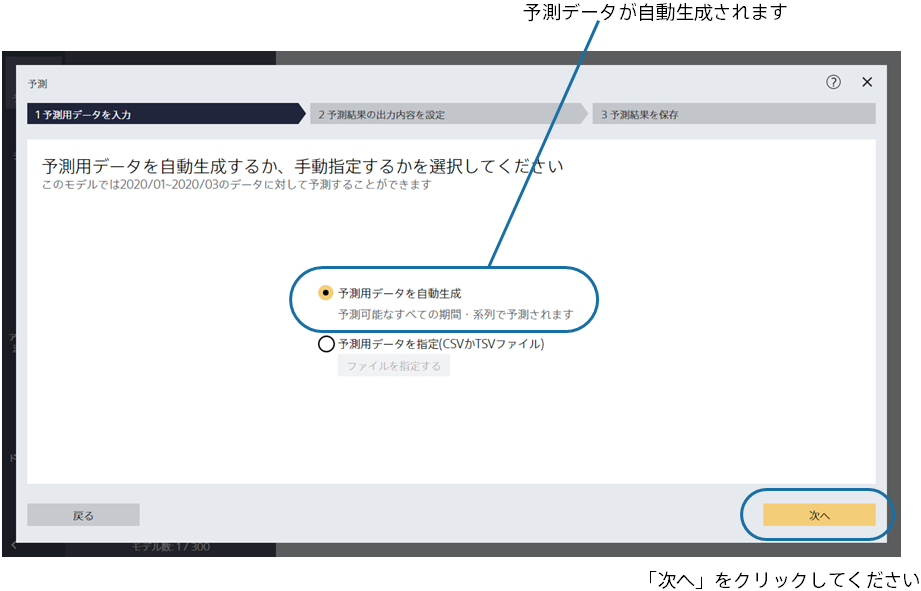 予測データが自動生成されます
予測
1 予測用データを入力
2 予測結果の出力内容を設定
3 予測結果を保存
予測用データを自動生成するか、手動指定するかを選択してください
このモデルでは2020/01~2020/03のデータに対して予測することができます
予測用データを自動生成
予測可能なすべての期間・系列で予測されます
予測用データを指定(CSVかTSVファイル)
ファイルを指定する
戻る
次へ
モデル数: 17 300
「次へ」をクリックしてください